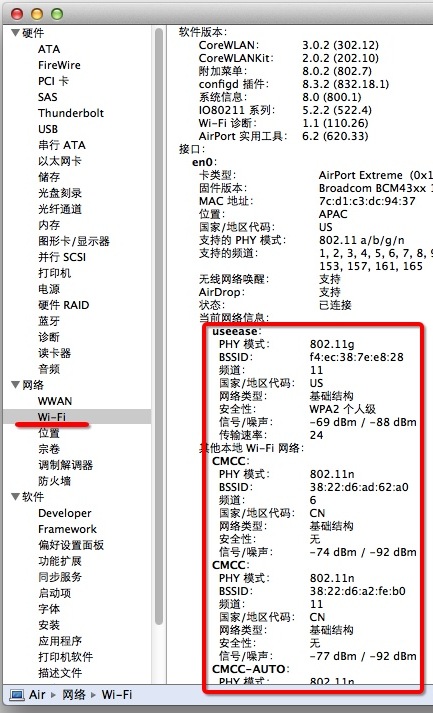 硬件
ATA
FireWire
PCI 卡
SAS
Thunderbolt
USB
串行 ATA
以太网卡
储存
光盘刻录
光纤通道
内存
图形卡/显示器
并行 SCSI
打印机
电源
硬件 RAID
蓝牙
诊断
读卡器
音频
网络
WWAN
Wi-Fi
位置
宗卷
调制解调器
防火墙
软件
Developer
Framework
偏好设置面板
功能扩展
同步服务
启动项
字体
安装
应用程序
打印机软件
描述文件
软件版本:
CoreWLAN: 3.0.2 (302.12)
CoreWLANKit: 2.0.2 (202.10)
附加菜单: 8.0.2 (802.7)
configd 插件: 8.3.2 (832.18.1)
系统信息: 8.0 (800.1)
IO80211 系列: 5.2.2 (522.4)
Wi-Fi 诊断: 1.1 (110.26)
AirPort 实用工具: 6.2 (620.33)
接口:
en0:
卡类型: AirPort Extreme (0x1
固件版本: Broadcom BCM43xx 1
MAC 地址: 7c:d1:c3:dc:94:37
位置: APAC
国家/地区代码: US
支持的 PHY 模式: 802.11 a/b/g/n
支持的频道: 1, 2, 3, 4, 5, 6, 7, 8, 9
153, 157, 161, 165
无线网络唤醒: 支持
AirDrop: 支持
状态: 已连接
当前网络信息:
useease:
PHY 模式: 802.11g
BSSID: f4:ec:38:7e:e8:28
频道: 11
国家/地区代码: US
网络类型: 基础结构
安全性: WPA2 个人级
信号/噪声: -69 dBm / -88 dBm
传输速率: 24
其他本地 Wi-Fi 网络:
CMCC:
PHY 模式: 802.11n
BSSID: 38:22:d6:ad:62:a0
频道: 6
国家/地区代码: CN
网络类型: 基础结构
安全性: 无
信号/噪声: -74 dBm / -92 dBm
CMCC:
PHY 模式: 802.11n
BSSID: 38:22:d6:a2:fe:b0
频道: 11
国家/地区代码: CN
网络类型: 基础结构
安全性: 无
信号/噪声: -77 dBm / -92 dBm
CMCC-AUTO:
PHY 模式: 802.11n
Air ▸ 网络 ▸ Wi-Fi